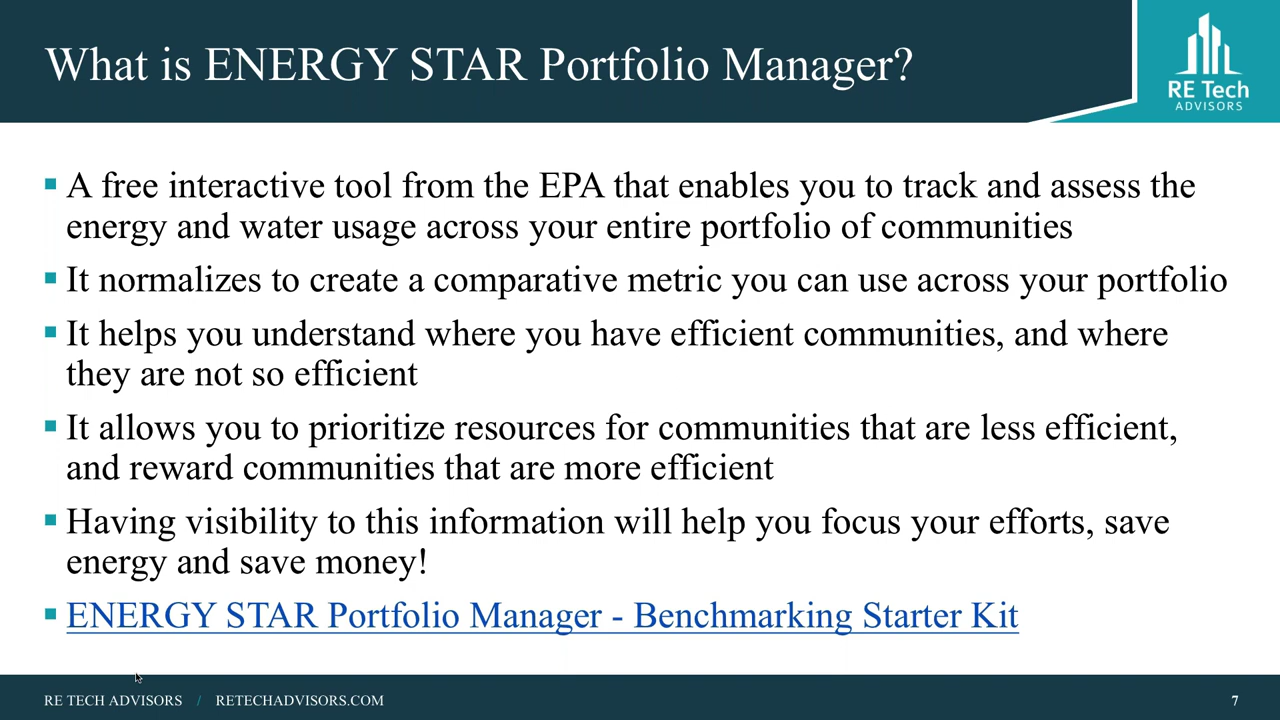 What is ENERGY STAR Portfolio Manager?
RE Tech
ADVISORS
A free interactive tool from the EPA that enables you to track and assess the
energy and water usage across your entire portfolio of communities
It normalizes to create a comparative metric you can use across your portfolio
It helps you understand where you have efficient communities, and where
they are not so efficient
It allows you to prioritize resources for communities that are less efficient,
and reward communities that are more efficient
Having visibility to this information will help you focus your efforts, save
energy and save money!
ENERGY STAR Portfolio Manager - Benchmarking Starter Kit
RE TECH ADVISORS / RETECHADVISORS.COM
7